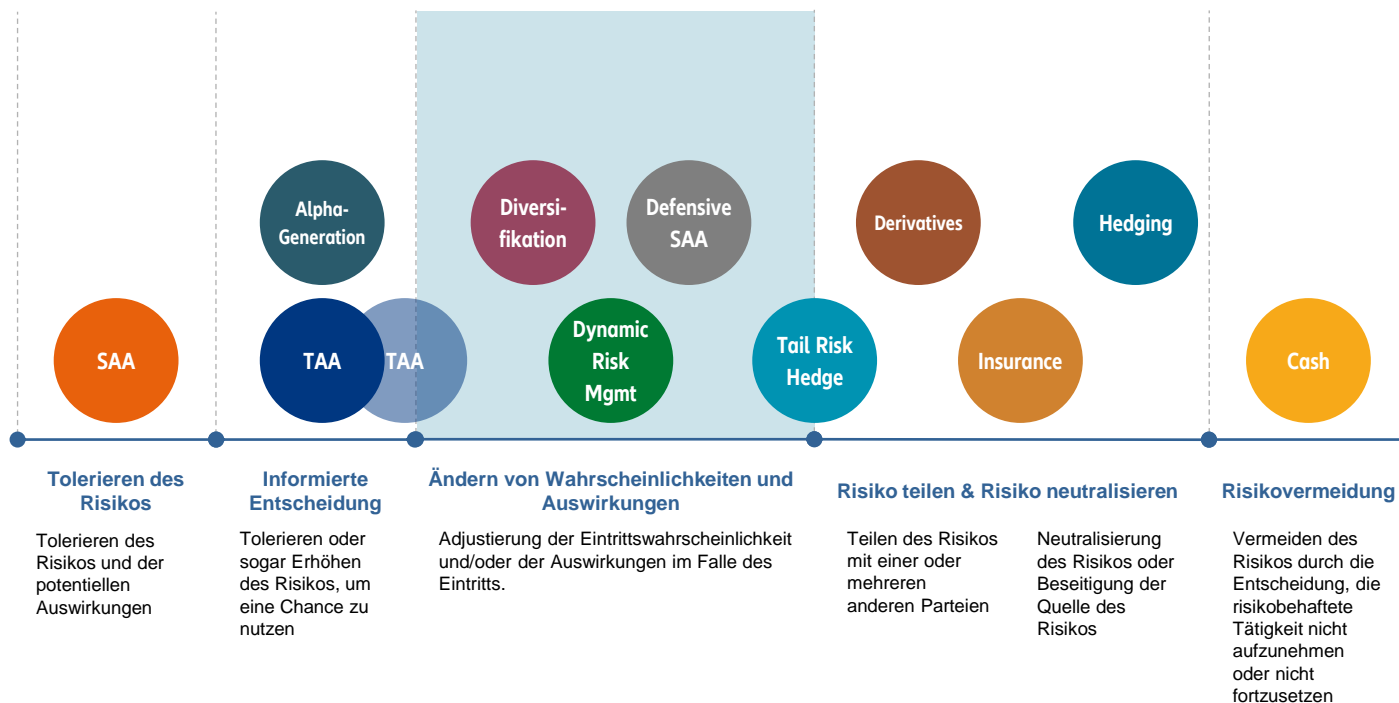 Alpha-
Generation
Diversi-
fikation
Defensive
SAA
Derivatives
Hedging
SAA
TAA
TAA
Dynamic
Risk
Mgmt
Tail Risk
Hedge
Insurance
Cash
Tolerieren des
Risikos
Tolerieren des
Risikos und der
potentiellen
Auswirkungen
Informierte
Entscheidung
Tolerieren oder
sogar Erhöhen
des Risikos, um
eine Chance zu
nutzen
Ändern von Wahrscheinlichkeiten und
Auswirkungen
Adjustierung der Eintrittswahrscheinlichkeit
und/oder der Auswirkungen im Falle des
Eintritts.
Risiko teilen & Risiko neutralisieren
Teilen des Risikos
mit einer oder
mehreren
anderen Parteien
Neutralisierung
des Risikos oder
Beseitigung der
Quelle des
Risikos
Risikovermeidung
Vermeiden des
Risikos durch die
Entscheidung, die
risikobehaftete
Tätigkeit nicht
aufzunehmen
oder nicht
fortzusetzen